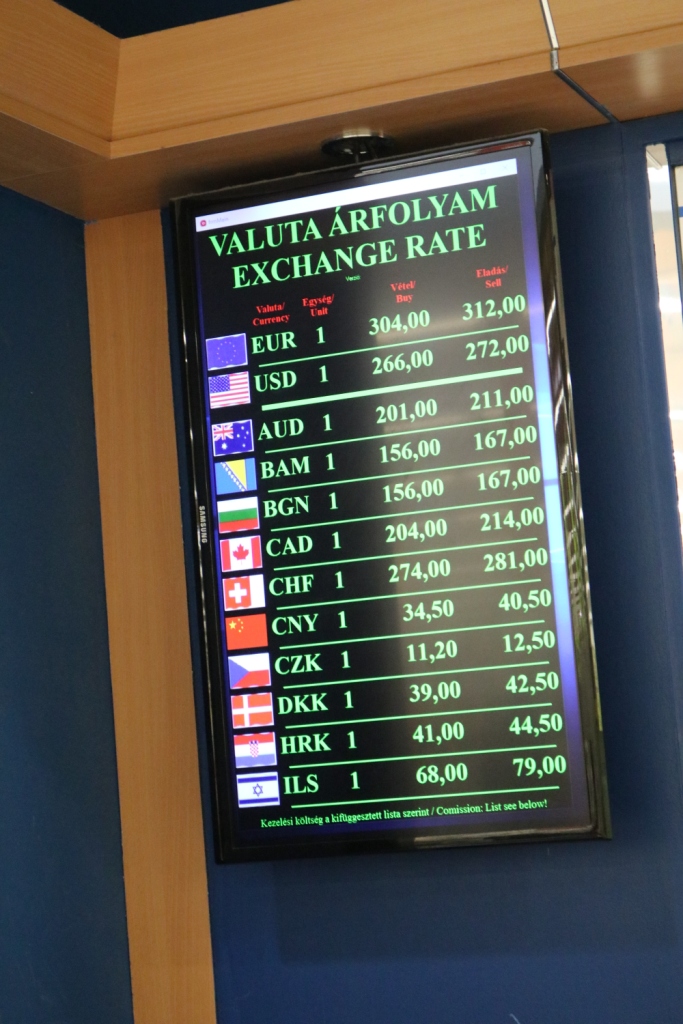 VALUTA ÁRFOLYAM
EXCHANGE RATE
Valuta/ Currency Egység/ Unit Vétel/ Buy Eladás/ Sell
EUR 1 304,00 312,00
USD 1 266,00 272,00
AUD 1 201,00 211,00
BAM 1 156,00 167,00
BGN 1 156,00 167,00
CAD 1 204,00 214,00
CHF 1 274,00 281,00
CNY 1 34,50 40,50
CZK 1 11,20 12,50
DKK 1 39,00 42,50
HRK 1 41,00 44,50
ILS 1 68,00 79,00
Kezelési költség a kifüggesztett lista szerint / Comission: List see below!
SAMSUNG